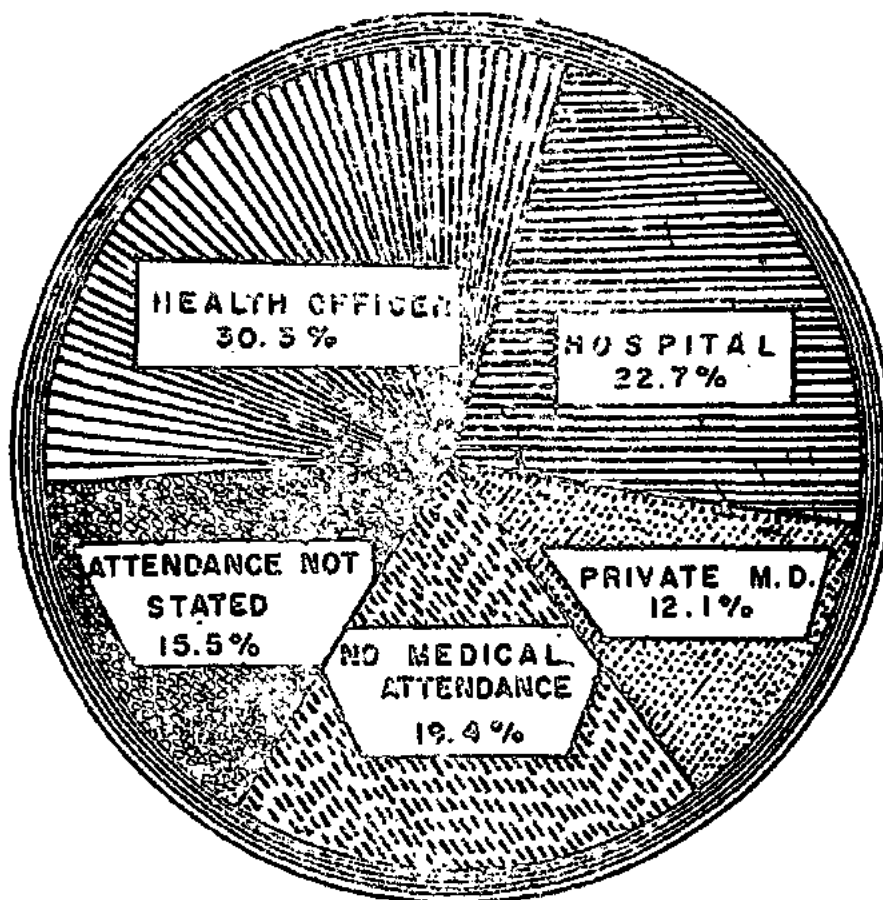 HEALTH OFFICER
30.3%
HOSPITAL
22.7%
ATTENDANCE NOT
STATED
15.5%
PRIVATE M.D.
12.1%
NO MEDICAL
ATTENDANCE
19.4%